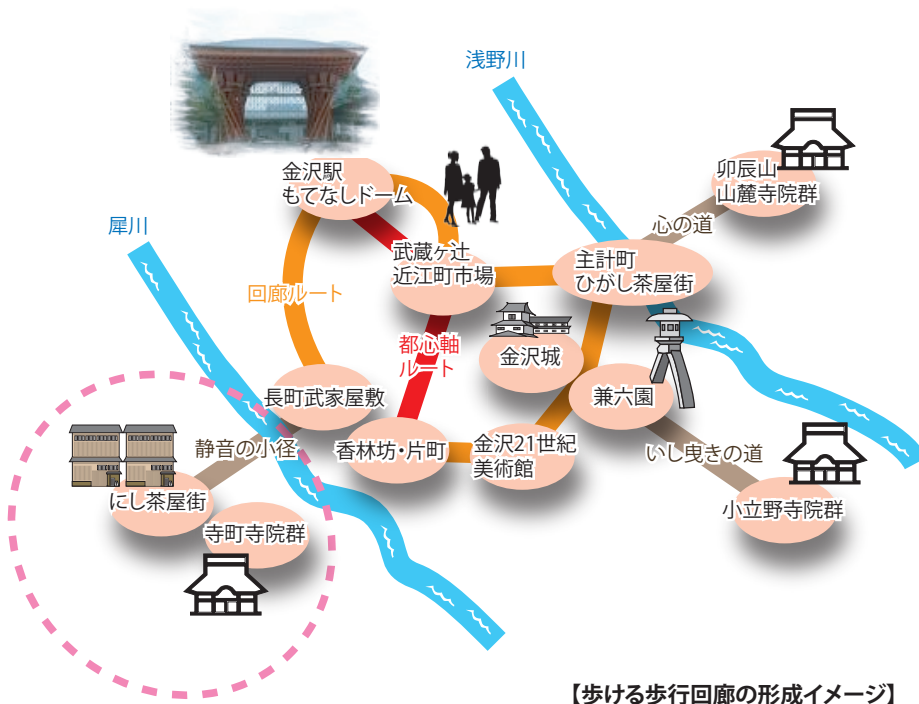 浅野川
金沢駅
もてなしドーム
卯辰山
山麓寺院群
犀川
心の道
武蔵ヶ辻
近江町市場
主計町
ひがし茶屋街
回廊ルート
都心軸
ルート
金沢城
長町武家屋敷
兼六園
静音の小径
香林坊・片町
金沢21世紀
美術館
いし曳きの道
にし茶屋街
小立野寺院群
寺町寺院群
【歩ける歩行回廊の形成イメージ】